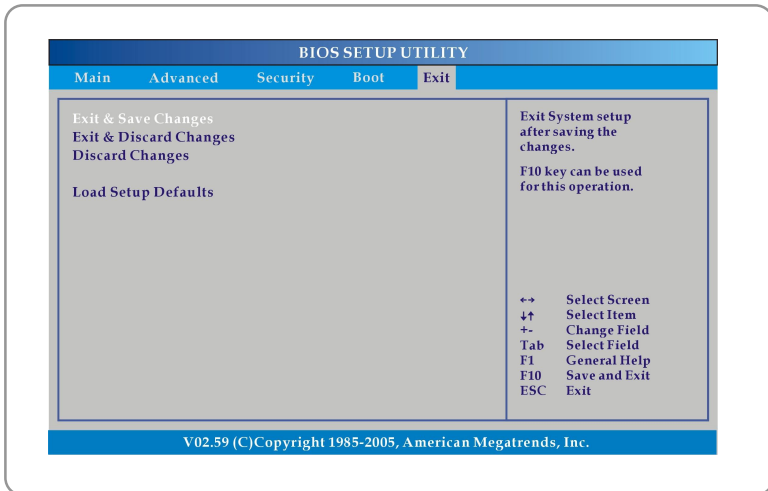 BIOS SETUP UTILITY
Main Advanced Security Boot Exit
Exit & Save Changes
Exit & Discard Changes
Discard Changes
Load Setup Defaults
Exit System setup
after saving the
changes.
F10 key can be used
for this operation.
←→ Select Screen
↓↑ Select Item
+- Change Field
Tab Select Field
F1 General Help
F10 Save and Exit
ESC Exit
V02.59 (C)Copyright 1985-2005, American Megatrends, Inc.